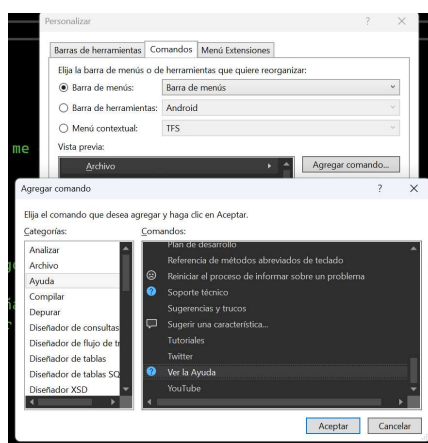 Personalizar
Barras de herramientas Comandos Menú Extensiones
Elija la barra de menús o de herramientas que quiere reorganizar:
Barra de menús: Barra de menús
Barra de herramientas: Android
Menú contextual: TFS
me
Vista previa:
Archivo Agregar comando...
Agregar comando
Elija el comando que desea agregar y haga clic en Aceptar.
Categorías: Comandos:
Analizar
Archivo
Ayuda
Compilar
Depurar
Diseñador de consultas
Diseñador de flujo de tr
Diseñador de tablas
Diseñador de tablas SQ
Diseñador XSD
Plan de desarrollo
Referencia de métodos abreviados de teclado
Reiniciar el proceso de informar sobre un problema
Soporte técnico
Sugerencias y trucos
Sugerir una característica...
Tutoriales
Twitter
Ver la Ayuda
YouTube
Aceptar Cancelar